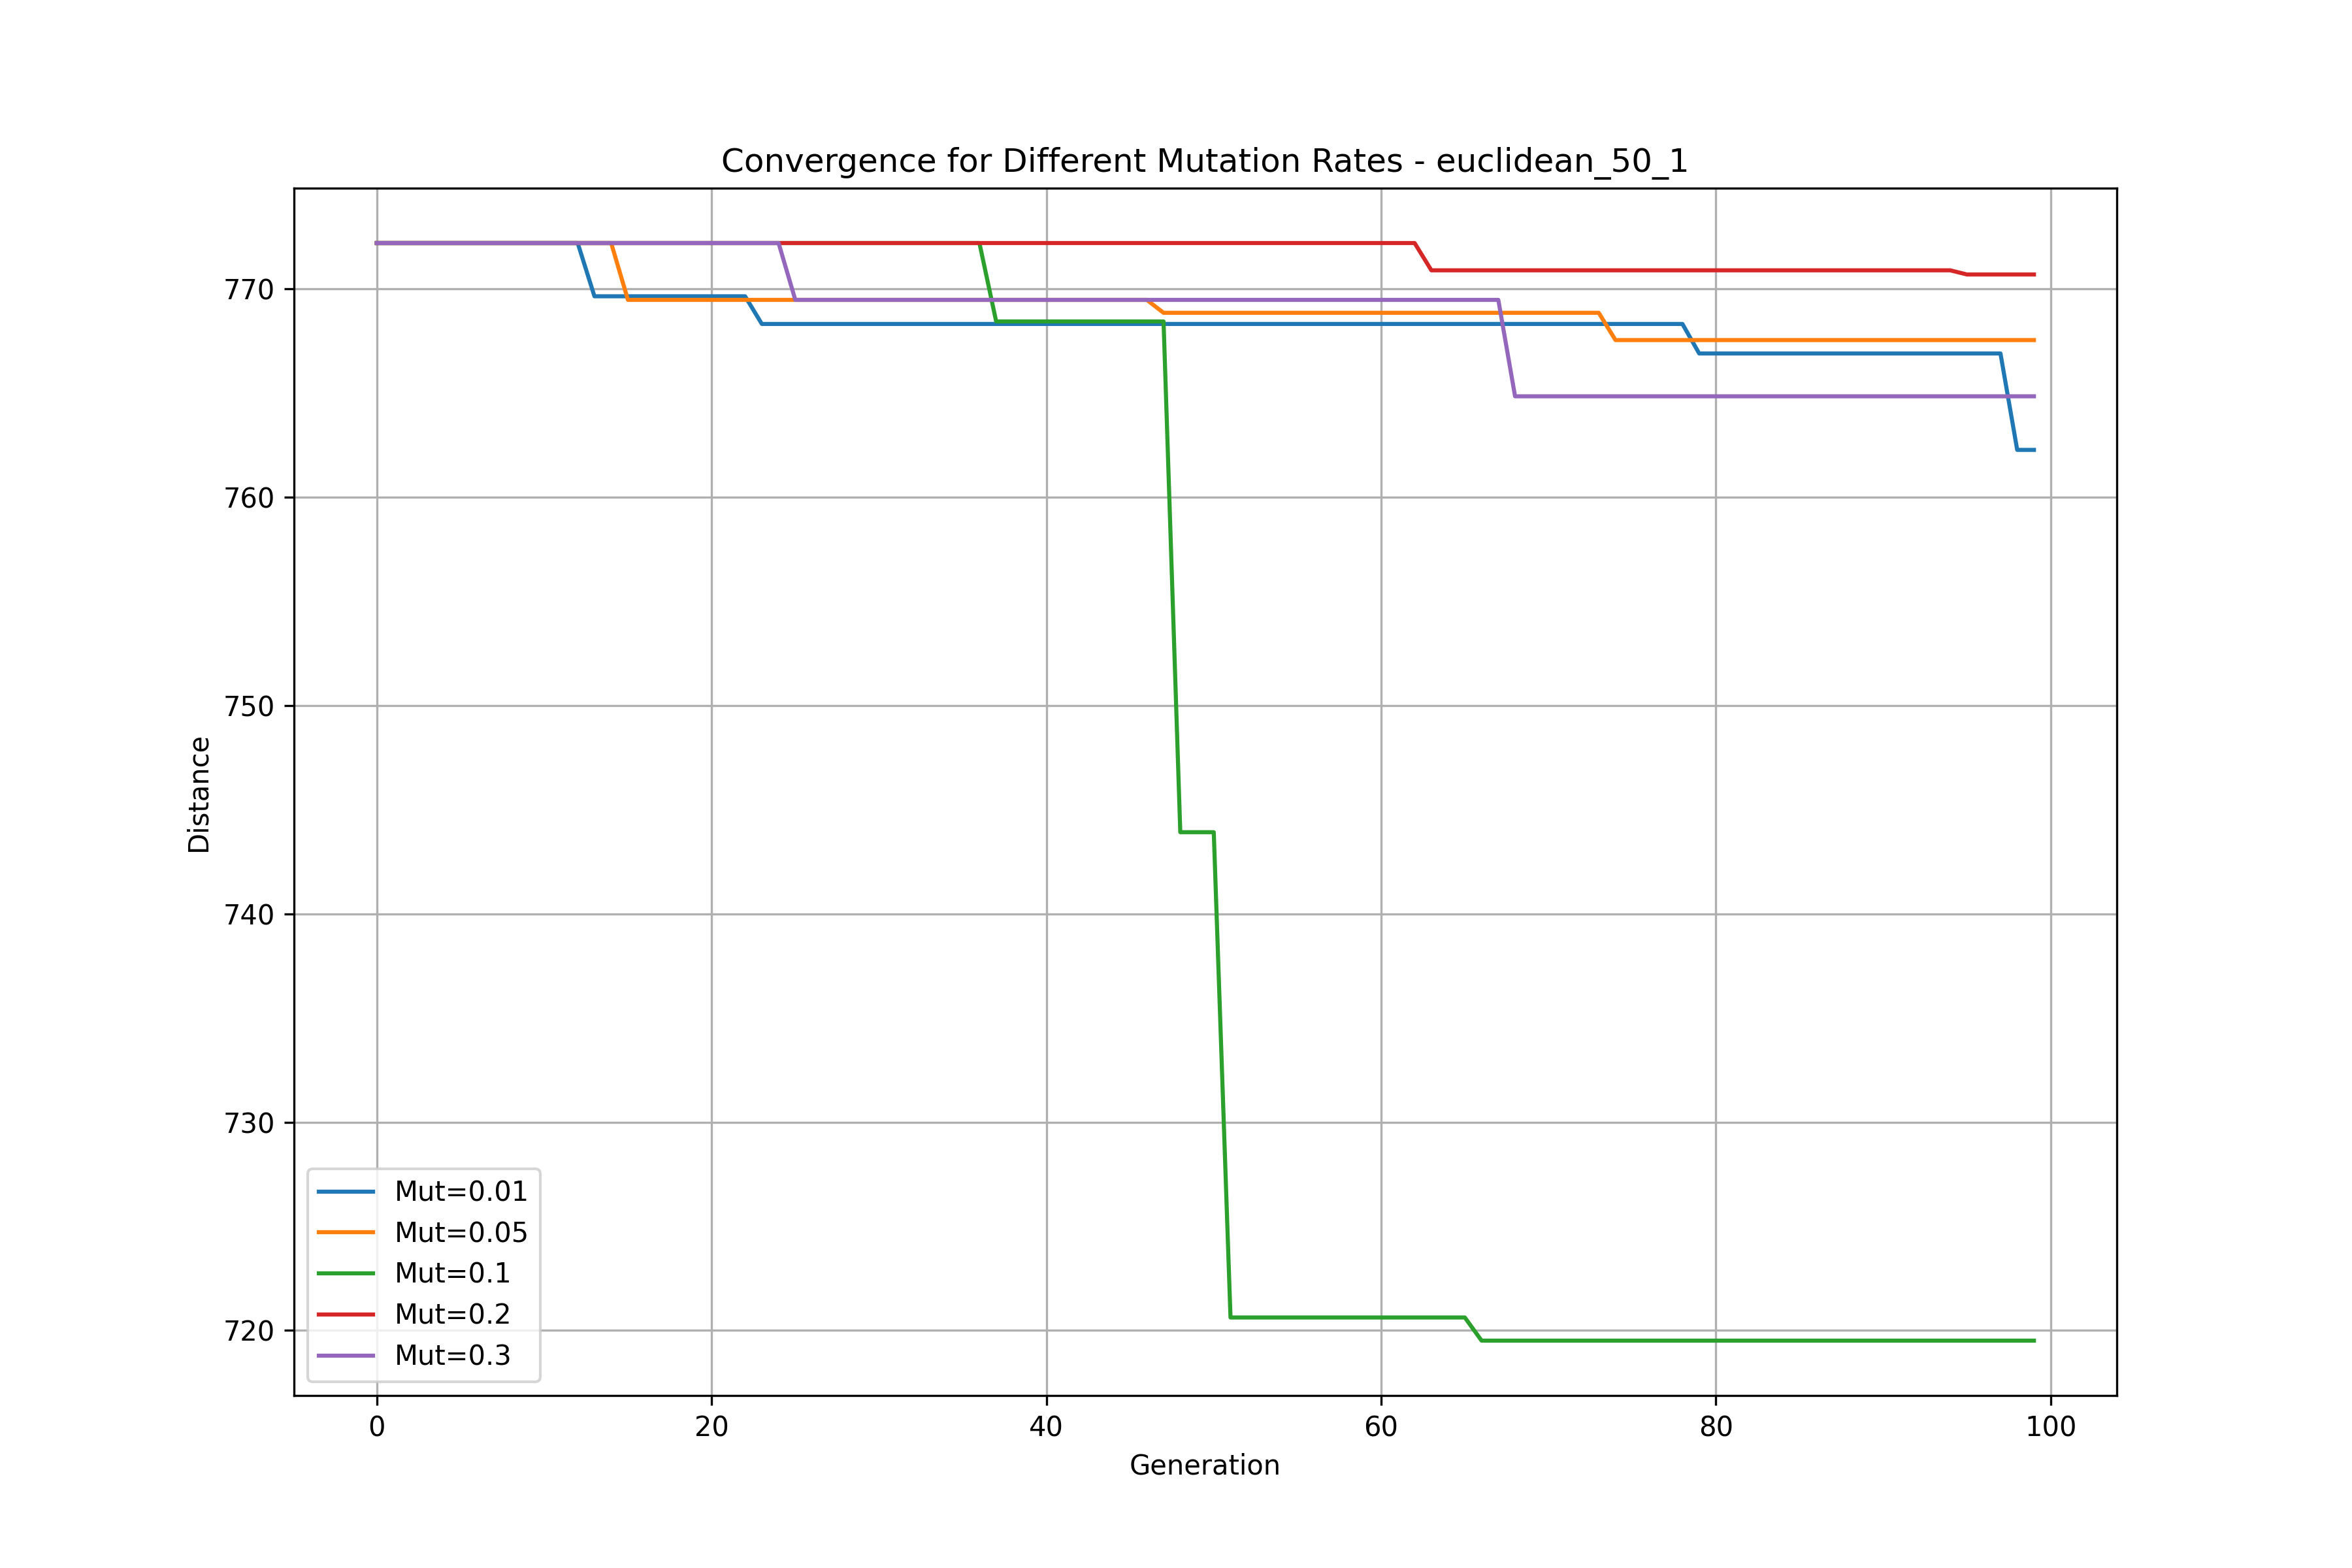 Convergence for Different Mutation Rates - euclidean_50_1
770
760
750
740
730
720
Distance
Mut=0.01
Mut=0.05
Mut=0.1
Mut=0.2
Mut=0.3
0 20 40 60 80 100
Generation